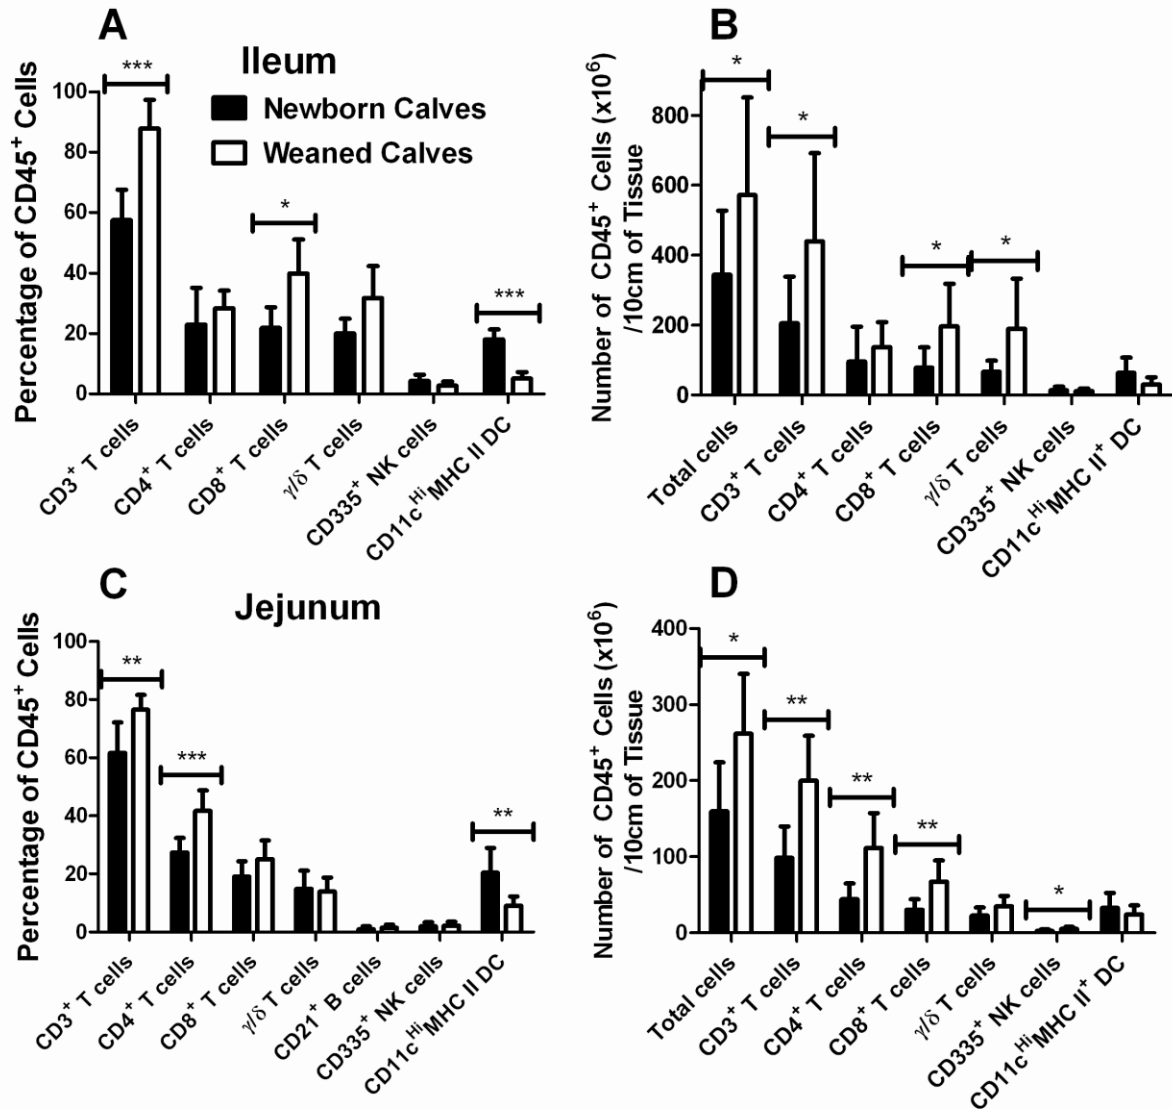 A
Ileum
Newborn Calves
Weaned Calves
Percentage of CD45⁺ Cells
100
80
60
40
20
0
***
*
***
CD3⁺ T cells
CD4⁺ T cells
CD8⁺ T cells
γ/δ T cells
CD335⁺ NK cells
CD11cᴴⁱMHC II DC
B
Number of CD45⁺ Cells (x10⁶)
/10cm of Tissue
800
600
400
200
0
*
*
*
*
Total cells
CD3⁺ T cells
CD4⁺ T cells
CD8⁺ T cells
γ/δ T cells
CD335⁺ NK cells
CD11cᴴⁱMHC II⁺ DC
C
Jejunum
Percentage of CD45⁺ Cells
100
80
60
40
20
0
**
***
**
CD3⁺ T cells
CD4⁺ T cells
CD8⁺ T cells
γ/δ T cells
CD21⁺ B cells
CD335⁺ NK cells
CD11cᴴⁱMHC II DC
D
Number of CD45⁺ Cells (x10⁶)
/10cm of Tissue
400
300
200
100
0
*
**
**
**
*
Total cells
CD3⁺ T cells
CD4⁺ T cells
CD8⁺ T cells
γ/δ T cells
CD335⁺ NK cells
CD11cᴴⁱMHC II⁺ DC